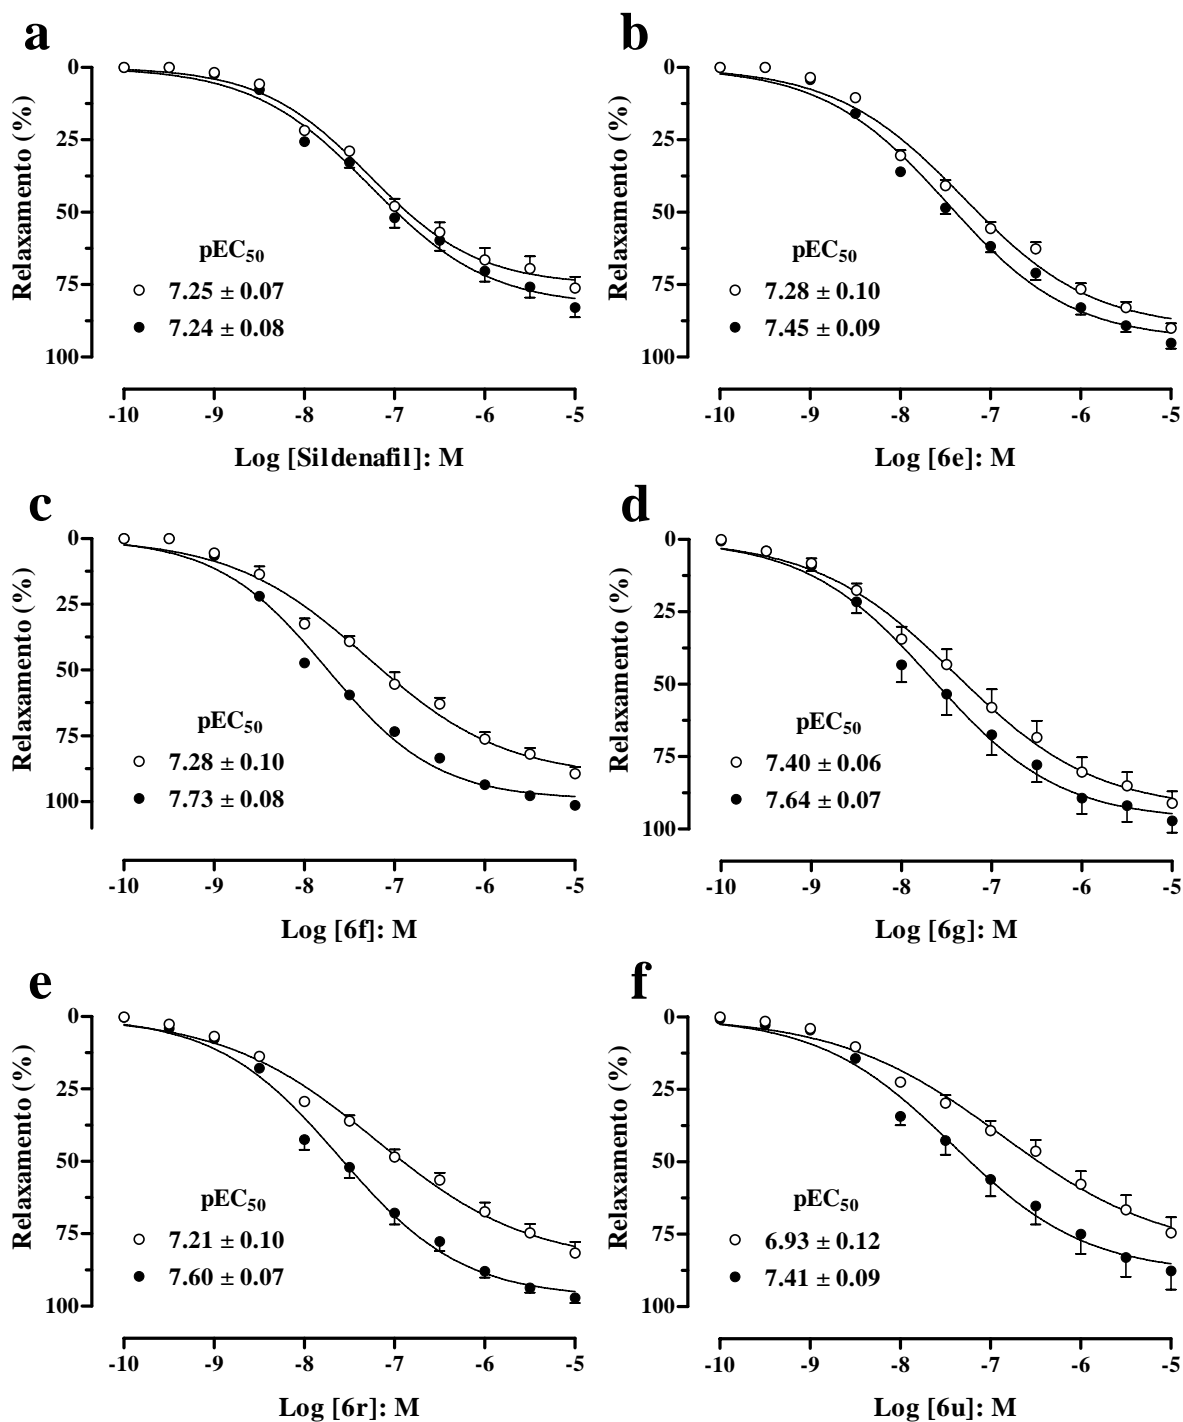 a
0
25
50
75
100
Relaxamento (%)
pEC50
7.25 ± 0.07
7.24 ± 0.08
-10 -9 -8 -7 -6 -5
Log [Sildenafil]: M
b
0
25
50
75
100
Relaxamento (%)
pEC50
7.28 ± 0.10
7.45 ± 0.09
-10 -9 -8 -7 -6 -5
Log [6e]: M
c
0
25
50
75
100
Relaxamento (%)
pEC50
7.28 ± 0.10
7.73 ± 0.08
-10 -9 -8 -7 -6 -5
Log [6f]: M
d
0
25
50
75
100
Relaxamento (%)
pEC50
7.40 ± 0.06
7.64 ± 0.07
-10 -9 -8 -7 -6 -5
Log [6g]: M
e
0
25
50
75
100
Relaxamento (%)
pEC50
7.21 ± 0.10
7.60 ± 0.07
-10 -9 -8 -7 -6 -5
Log [6r]: M
f
0
25
50
75
100
Relaxamento (%)
pEC50
6.93 ± 0.12
7.41 ± 0.09
-10 -9 -8 -7 -6 -5
Log [6u]: M